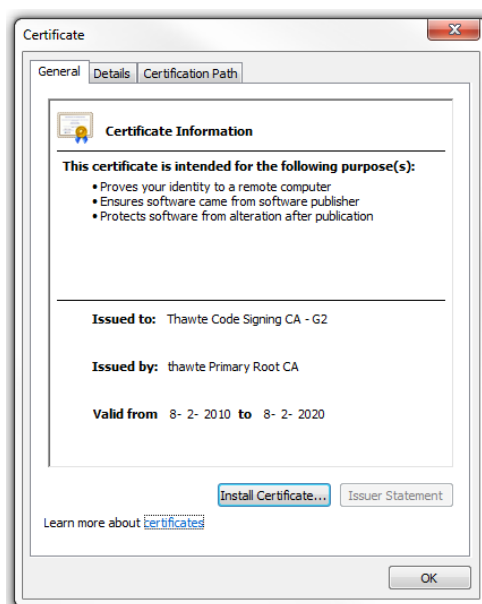 Certificate
General Details Certification Path
Certificate Information
This certificate is intended for the following purpose(s):
• Proves your identity to a remote computer
• Ensures software came from software publisher
• Protects software from alteration after publication
Issued to: Thawte Code Signing CA - G2
Issued by: thawte Primary Root CA
Valid from 8- 2- 2010 to 8- 2- 2020
Install Certificate... Issuer Statement
Learn more about certificates
OK